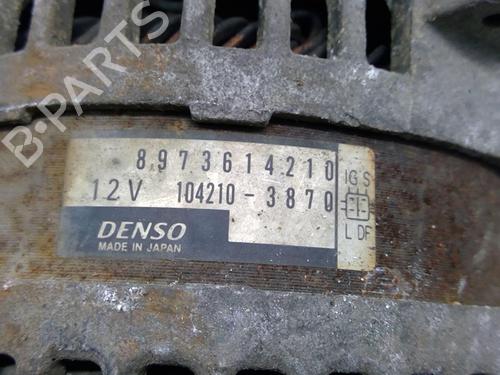 B-PARTS
8973614210
12V 104210-3870
IG S
L DF
DENSO
MADE IN JAPAN